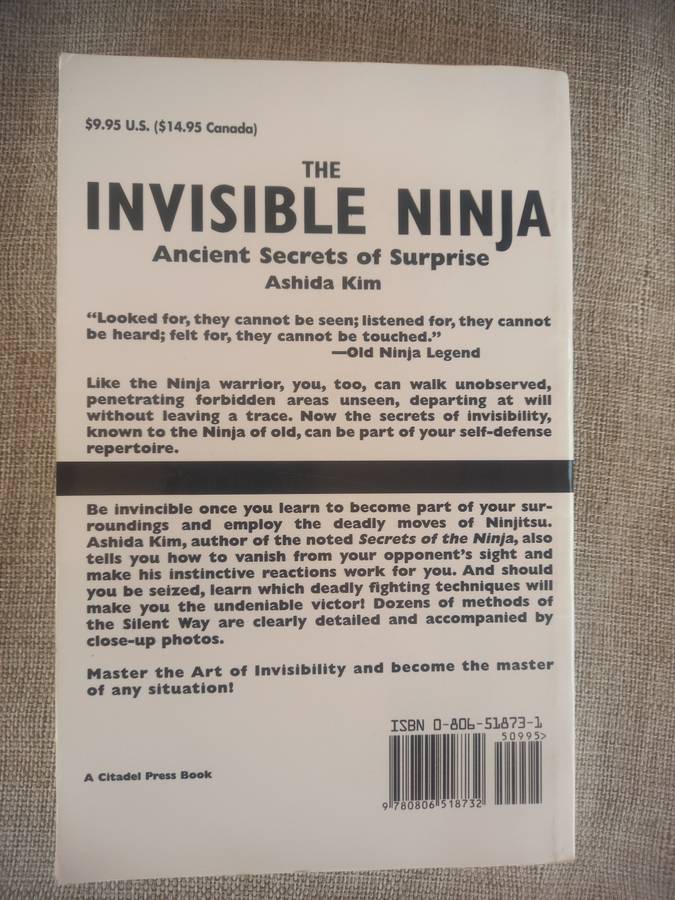 $9.95 U.S. ($14.95 Canada)
THE
INVISIBLE NINJA
Ancient Secrets of Surprise
Ashida Kim
“Looked for, they cannot be seen; listened for, they cannot
be heard; felt for, they cannot be touched.”
—Old Ninja Legend
Like the Ninja warrior, you, too, can walk unobserved,
penetrating forbidden areas unseen, departing at will
without leaving a trace. Now the secrets of invisibility,
known to the Ninja of old, can be part of your self-defense
repertoire.
Be invincible once you learn to become part of your sur-
roundings and employ the deadly moves of Ninjitsu.
Ashida Kim, author of the noted Secrets of the Ninja, also
tells you how to vanish from your opponent’s sight and
make his instinctive reactions work for you. And should
you be seized, learn which deadly fighting techniques will
make you the undeniable victor! Dozens of methods of
the Silent Way are clearly detailed and accompanied by
close-up photos.
Master the Art of Invisibility and become the master
of any situation!
ISBN 0-806-51873-1
50995>
9 780806 518732
A Citadel Press Book